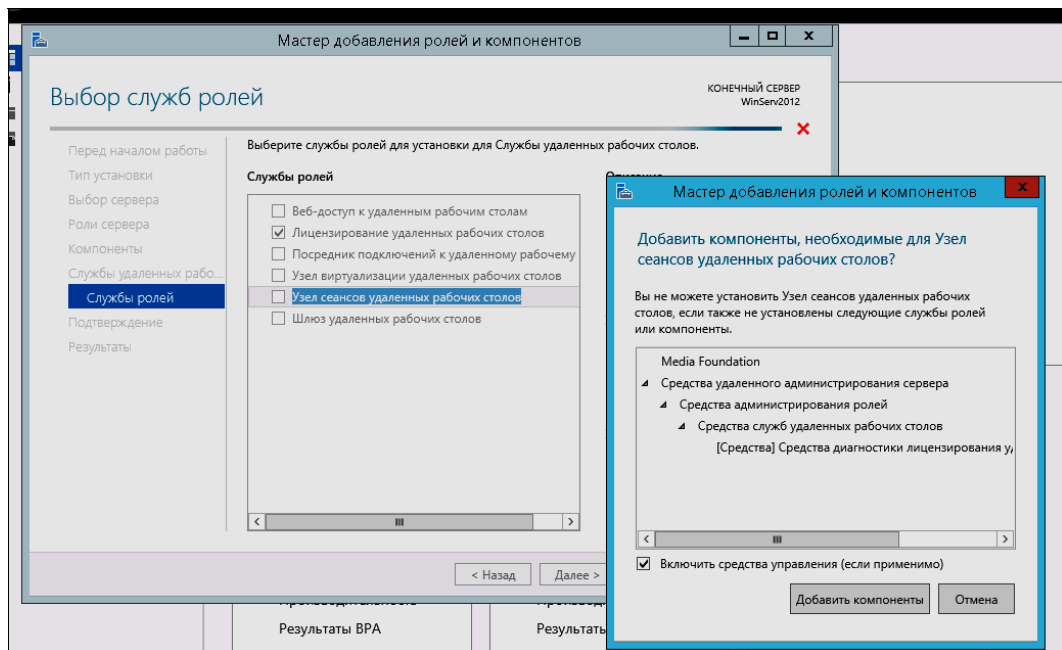 Мастер добавления ролей и компонентов
Выбор служб ролей
КОНЕЧНЫЙ СЕРВЕР
WinServ2012
Перед началом работы
Тип установки
Выбор сервера
Роли сервера
Компоненты
Службы удаленных рабо...
Службы ролей
Подтверждение
Результаты
Выберите службы ролей для установки для Службы удаленных рабочих столов.
Службы ролей
Описание
Веб-доступ к удаленным рабочим столам
Лицензирование удаленных рабочих столов
Посредник подключений к удаленному рабочему
Узел виртуализации удаленных рабочих столов
Узел сеансов удаленных рабочих столов
Шлюз удаленных рабочих столов
< Назад
Далее >
Мастер добавления ролей и компонентов
Добавить компоненты, необходимые для Узел
сеансов удаленных рабочих столов?
Вы не можете установить Узел сеансов удаленных рабочих
столов, если также не установлены следующие службы ролей
или компоненты.
Media Foundation
Средства удаленного администрирования сервера
Средства администрирования ролей
Средства служб удаленных рабочих столов
[Средства] Средства диагностики лицензирования у
Включить средства управления (если применимо)
Добавить компоненты
Отмена
Результаты BPA
Результаты